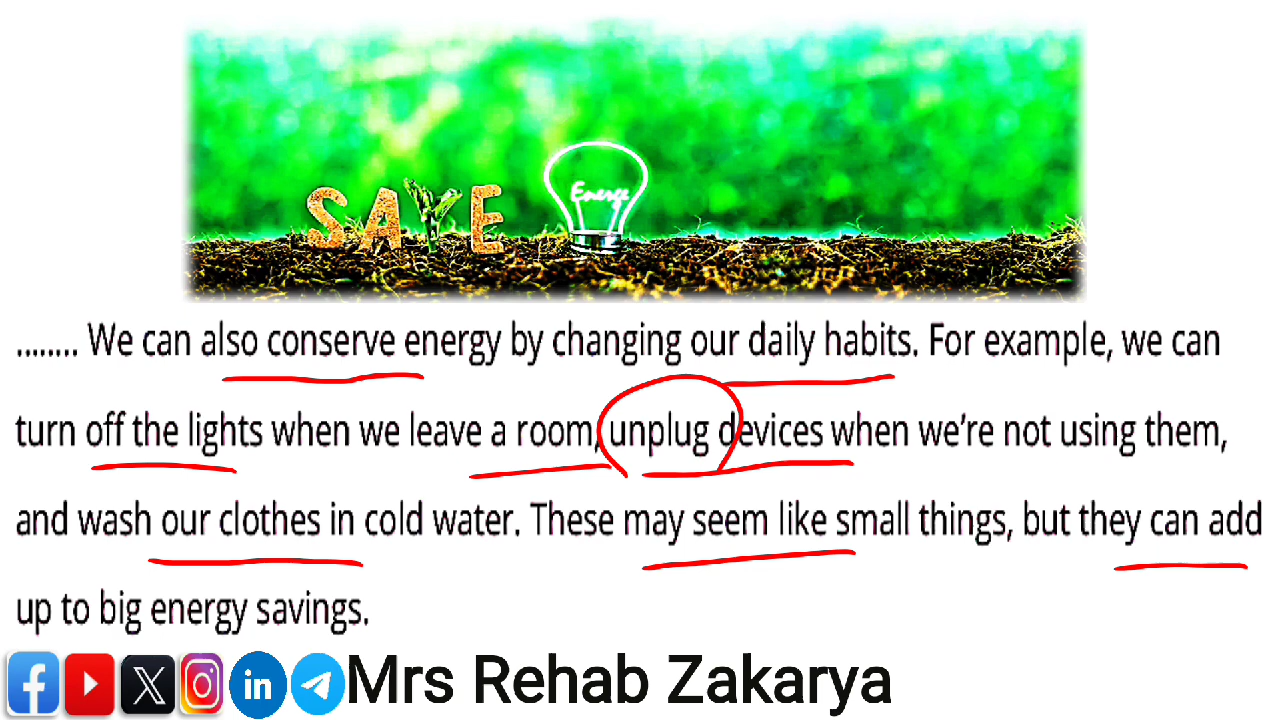 SAVE
Energe
........ We can also conserve energy by changing our daily habits. For example, we can
turn off the lights when we leave a room, unplug devices when we’re not using them,
and wash our clothes in cold water. These may seem like small things, but they can add
up to big energy savings.
Mrs Rehab Zakarya